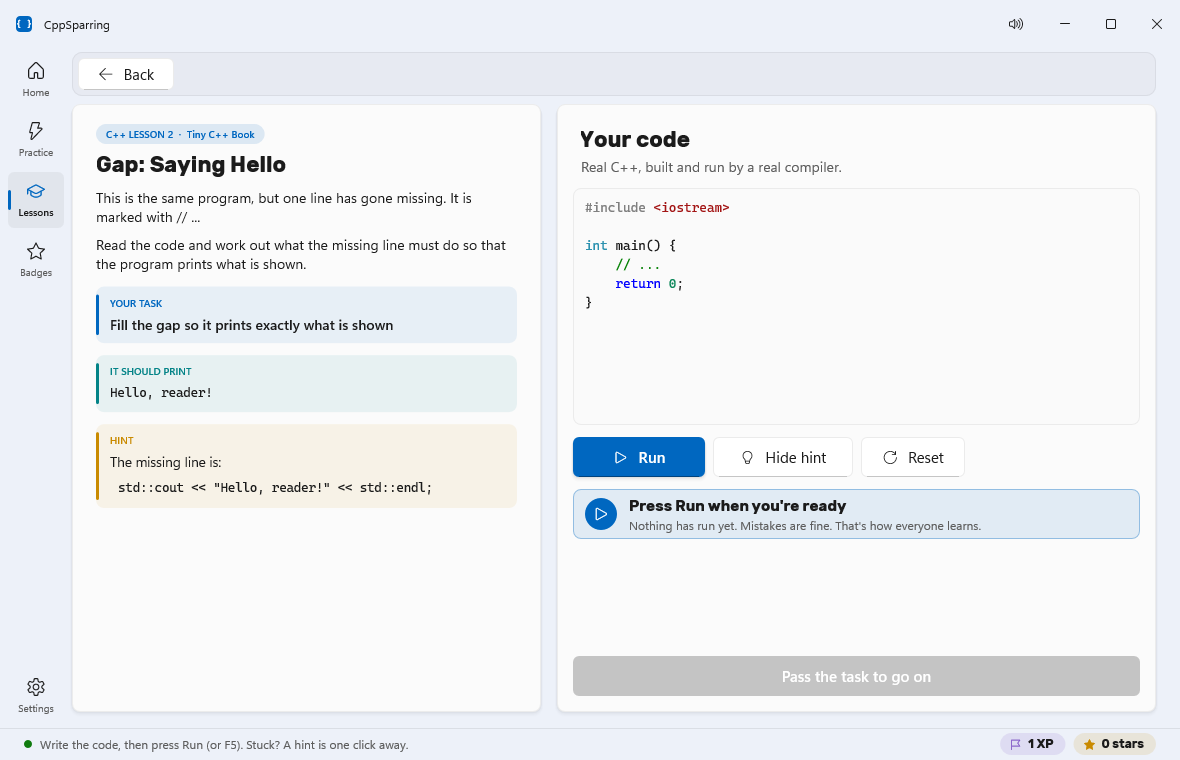 CppSparring
Home
Practice
Lessons
Badges
Settings
Back
C++ LESSON 2 · Tiny C++ Book
Gap: Saying Hello
This is the same program, but one line has gone missing. It is
marked with // ...
Read the code and work out what the missing line must do so that
the program prints what is shown.
YOUR TASK
Fill the gap so it prints exactly what is shown
IT SHOULD PRINT
Hello, reader!
HINT
The missing line is:
std::cout << "Hello, reader!" << std::endl;
Your code
Real C++, built and run by a real compiler.
#include <iostream>
int main() {
    // ...
    return 0;
}
Run
Hide hint
Reset
Press Run when you're ready
Nothing has run yet. Mistakes are fine. That's how everyone learns.
Pass the task to go on
Write the code, then press Run (or F5). Stuck? A hint is one click away.
1 XP
0 stars